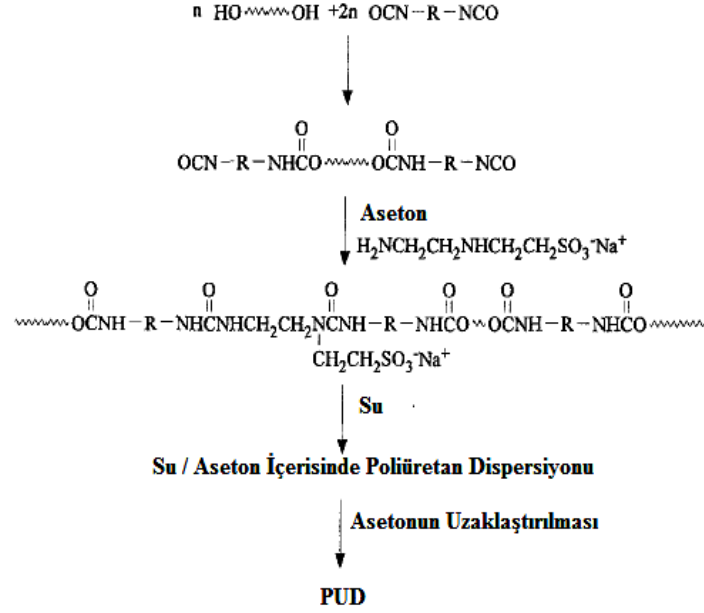 n HO OH +2n OCN-R-NCO
O O
OCN-R-NHCO OCNH-R-NCO
Aseton
H₂NCH₂CH₂NHCH₂CH₂SO₃⁻Na⁺
O O O O O O
OCNH-R-NHCNHCH₂CH₂NCNH-R-NHCO OCNH-R-NHCO
CH₂CH₂SO₃⁻Na⁺
Su
Su / Aseton İçerisinde Poliüretan Dispersiyonu
Asetonun Uzaklaştırılması
PUD